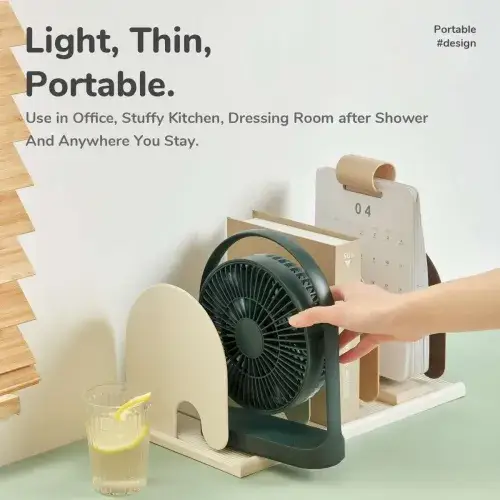 Light, Thin,
Portable.
Portable
#design
Use in Office, Stuffy Kitchen, Dressing Room after Shower
And Anywhere You Stay.
04